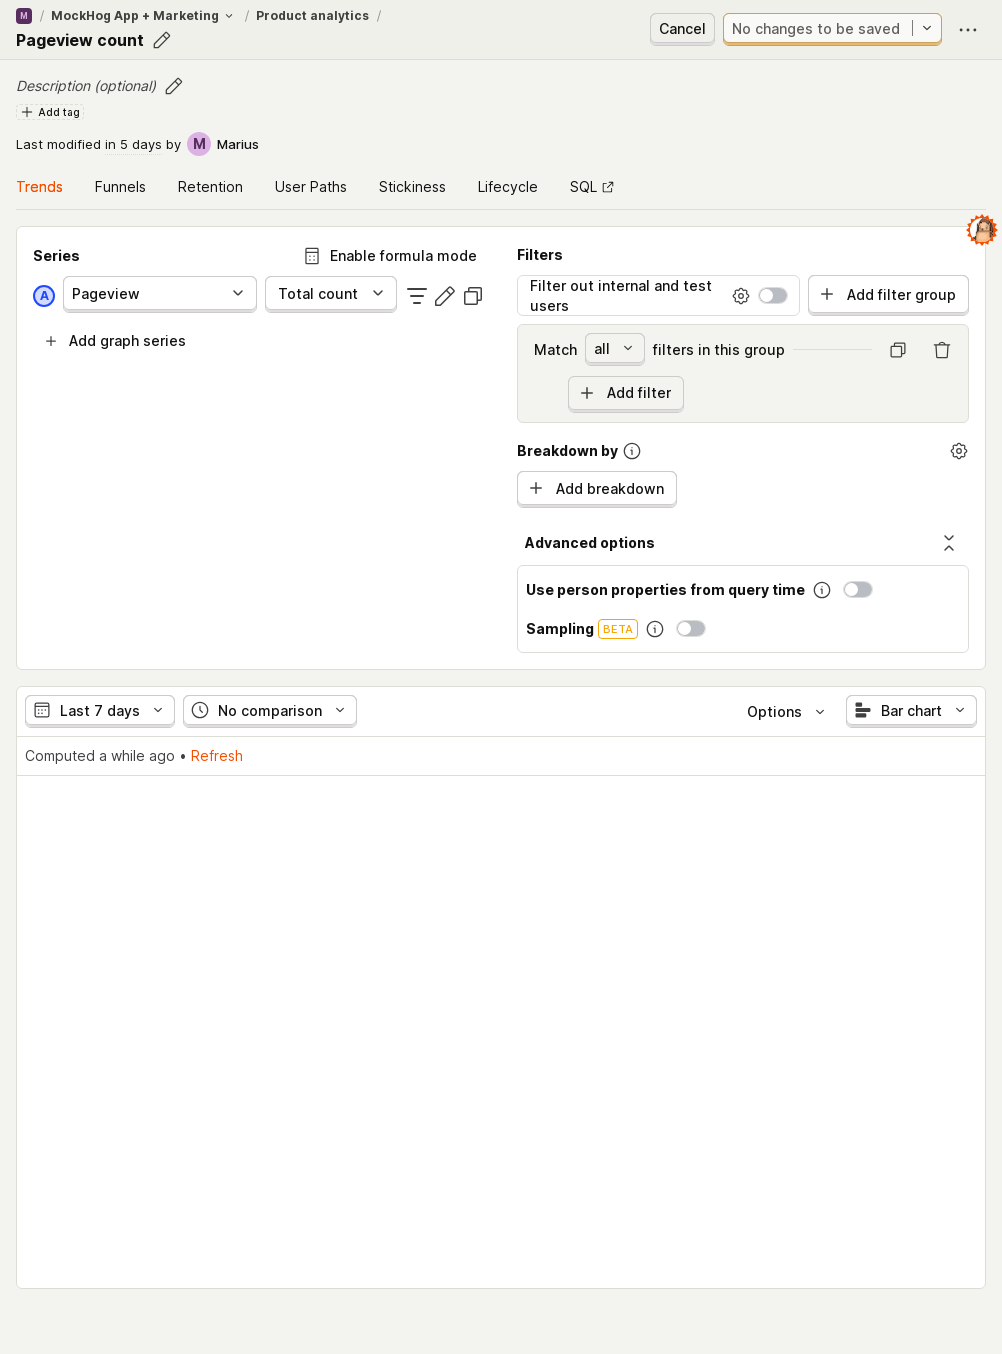 M / MockHog App + Marketing / Product analytics /
Pageview count
Cancel
No changes to be saved
Description (optional)
Add tag
Last modified in 5 days by M Marius
Trends Funnels Retention User Paths Stickiness Lifecycle SQL
Series
Enable formula mode
A Pageview Total count
Add graph series
Filters
Filter out internal and test
users
Add filter group
Match all filters in this group
Add filter
Breakdown by
Add breakdown
Advanced options
Use person properties from query time
Sampling BETA
Last 7 days No comparison Options Bar chart
Computed a while ago • Refresh